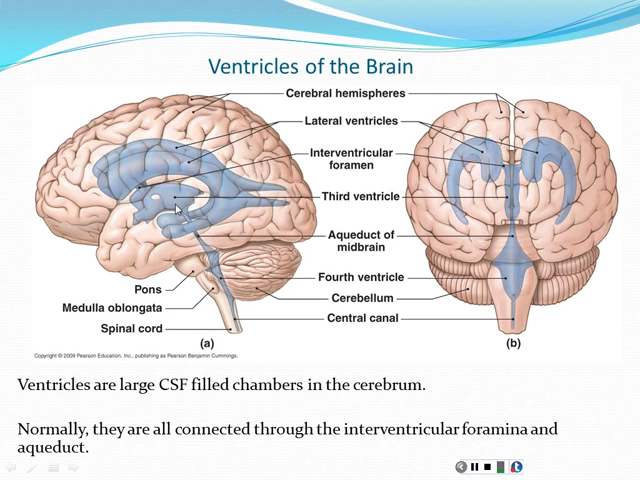 Ventricles of the Brain
Cerebral hemispheres
Lateral ventricles
Interventricular
foramen
Third ventricle
Aqueduct of
midbrain
Pons
Fourth ventricle
Medulla oblongata
Cerebellum
Spinal cord
Central canal
(a)
(b)
Copyright © 2009 Pearson Education, Inc., publishing as Pearson Benjamin Cummings.
Ventricles are large CSF filled chambers in the cerebrum.
Normally, they are all connected through the interventricular foramina and
aqueduct.